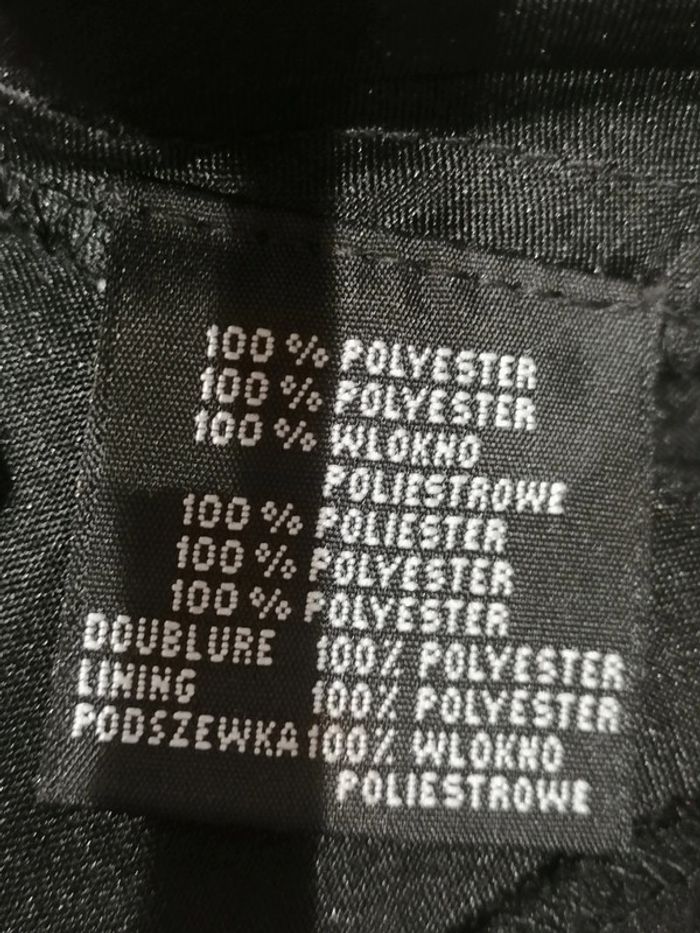 100 % POLYESTER
100 % POLYESTER
100 % WLOKNO
POLIESTROWE
100 % POLIESTER
100 % POLYESTER
100 % POLYESTER
DOUBLURE 100% POLYESTER
LINING 100% POLYESTER
PODSZEWKA 100% WLOKNO
POLIESTROWE